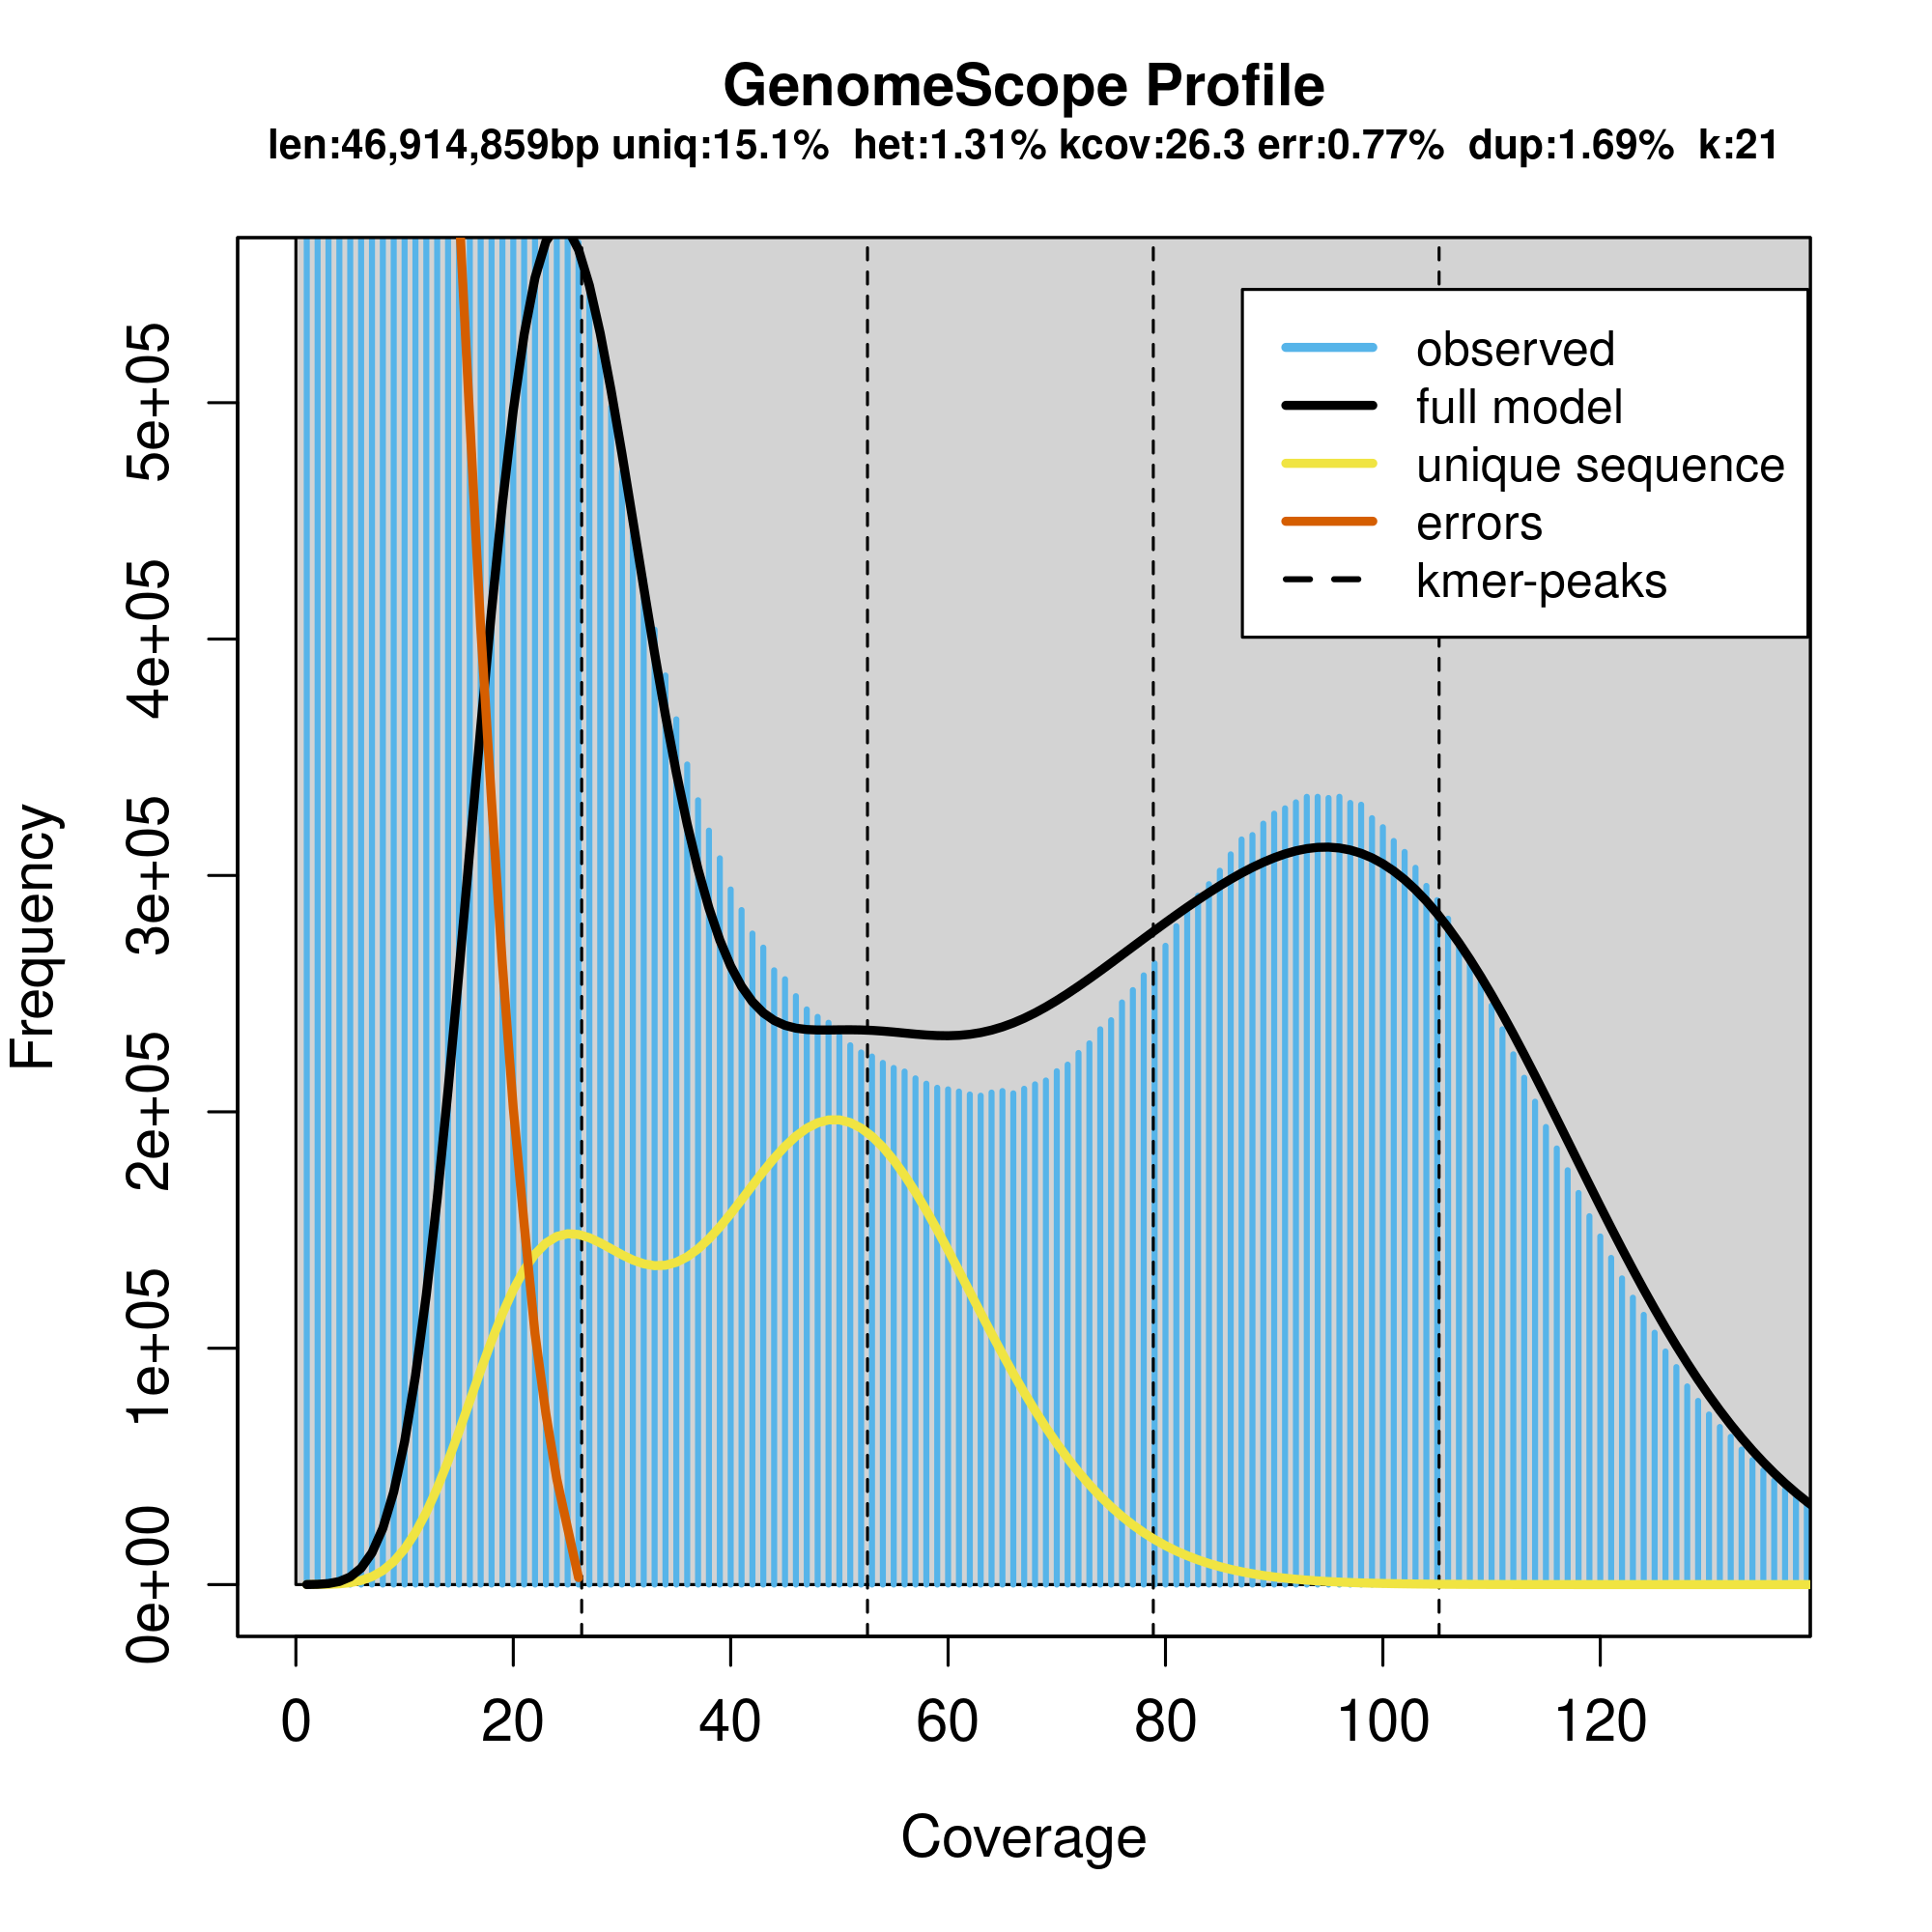 GenomeScope Profile
len:46,914,859bp uniq:15.1% het:1.31% kcov:26.3 err:0.77% dup:1.69% k:21
observed
full model
unique sequence
errors
kmer-peaks
Frequency
5e+05
4e+05
3e+05
2e+05
1e+05
0e+00
0 20 40 60 80 100 120
Coverage